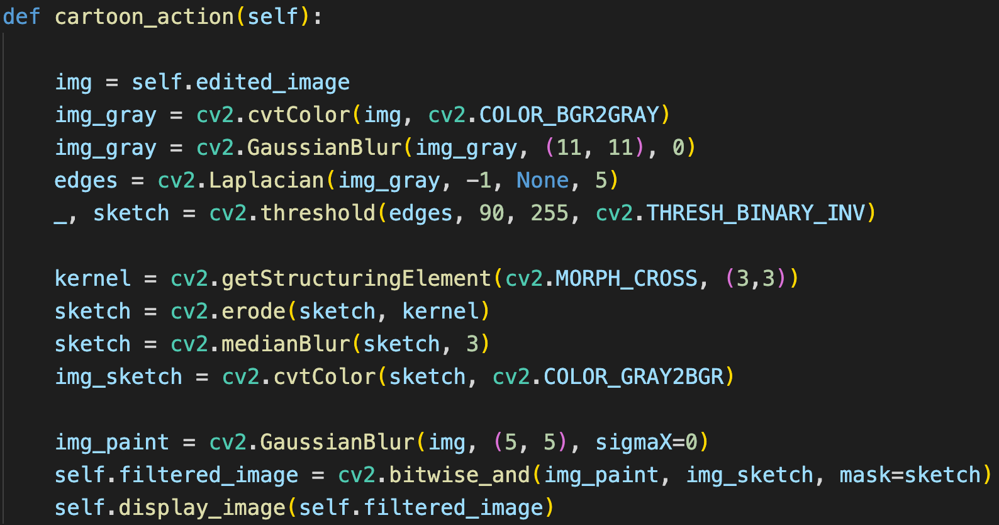 def cartoon_action(self):
img = self.edited_image
img_gray = cv2.cvtColor(img, cv2.COLOR_BGR2GRAY)
img_gray = cv2.GaussianBlur(img_gray, (11, 11), 0)
edges = cv2.Laplacian(img_gray, -1, None, 5)
_, sketch = cv2.threshold(edges, 90, 255, cv2.THRESH_BINARY_INV)
kernel = cv2.getStructuringElement(cv2.MORPH_CROSS, (3,3))
sketch = cv2.erode(sketch, kernel)
sketch = cv2.medianBlur(sketch, 3)
img_sketch = cv2.cvtColor(sketch, cv2.COLOR_GRAY2BGR)
img_paint = cv2.GaussianBlur(img, (5, 5), sigmaX=0)
self.filtered_image = cv2.bitwise_and(img_paint, img_sketch, mask=sketch)
self.display_image(self.filtered_image)